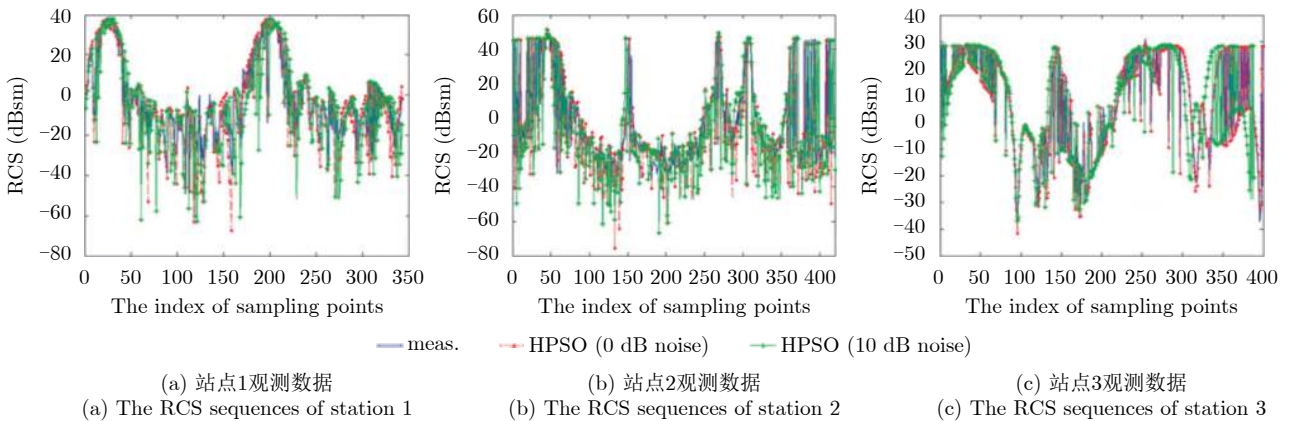 RCS (dBsm)
40
20
0
−20
−40
−60
−80
0 50 100 150 200 250 300 350
The index of sampling points
RCS (dBsm)
60
40
20
0
−20
−40
−60
−80
0 50 100 150 200 250 300 350 400
The index of sampling points
RCS (dBsm)
40
30
20
10
0
−10
−20
−30
−40
−50
0 50 100 150 200 250 300 350 400
The index of sampling points
meas. HPSO (0 dB noise) HPSO (10 dB noise)
(a) 站点1观测数据
(a) The RCS sequences of station 1
(b) 站点2观测数据
(b) The RCS sequences of station 2
(c) 站点3观测数据
(c) The RCS sequences of station 3